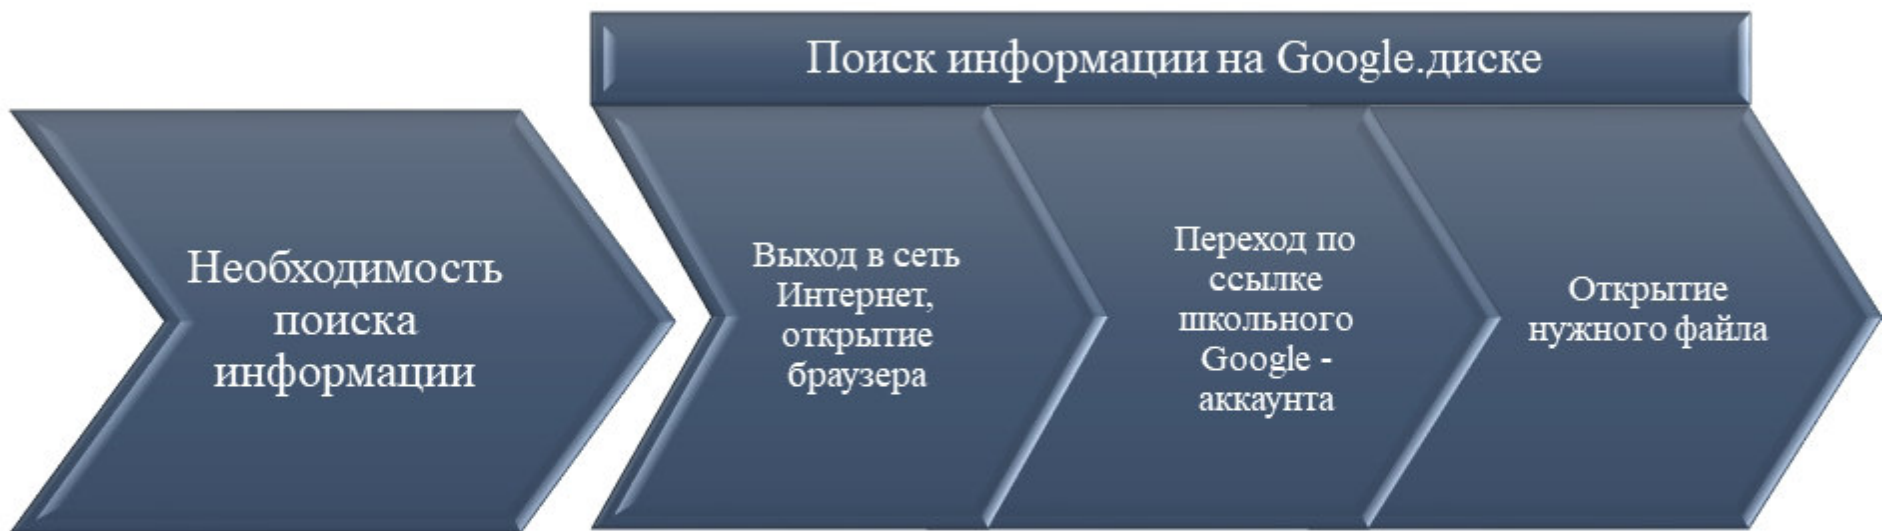 Поиск информации на Google.диске
Необходимость
поиска
информации
Выход в сеть
Интернет,
открытие
браузера
Переход по
ссылке
школьного
Google -
аккаунта
Открытие
нужного файла